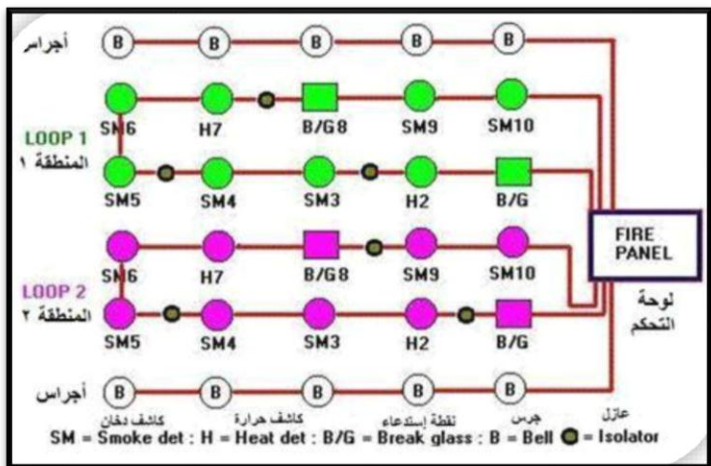 أجراس
B B B B B
SM6 H7 B/G8 SM9 SM10
LOOP 1
المنطقة ١
SM5 SM4 SM3 H2 B/G
FIRE
PANEL
لوحة
التحكم
SM6 H7 B/G8 SM9 SM10
LOOP 2
المنطقة ٢
SM5 SM4 SM3 H2 B/G
أجراس
B B B B B
كاشف دخان كاشف حرارة نقطة إستدعاء جرس عازل
SM = Smoke det : H = Heat det : B/G = Break glass : B = Bell = Isolator